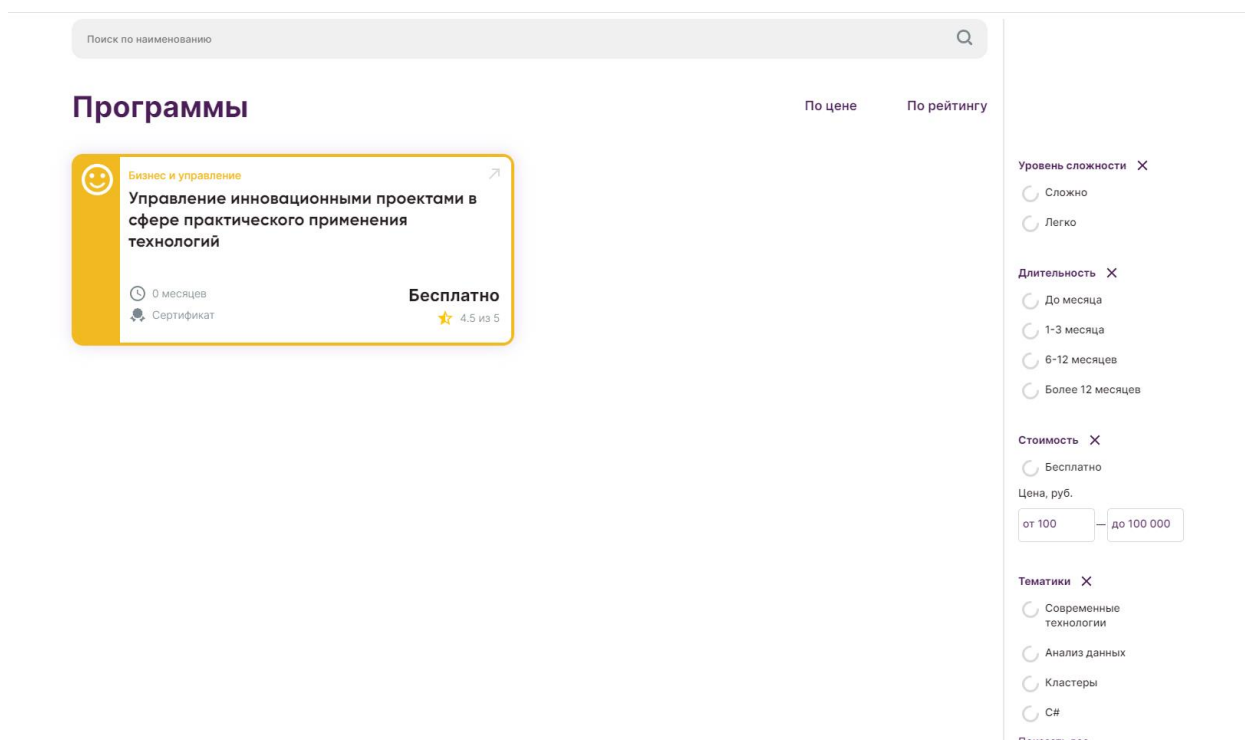 Поиск по наименованию
Программы
По цене
По рейтингу
Бизнес и управление
Управление инновационными проектами в
сфере практического применения
технологий
0 месяцев
Бесплатно
Сертификат
4.5 из 5
Уровень сложности
Сложно
Легко
Длительность
До месяца
1-3 месяца
6-12 месяцев
Более 12 месяцев
Стоимость
Бесплатно
Цена, руб.
от 100 — до 100 000
Тематики
Современные
технологии
Анализ данных
Кластеры
C#